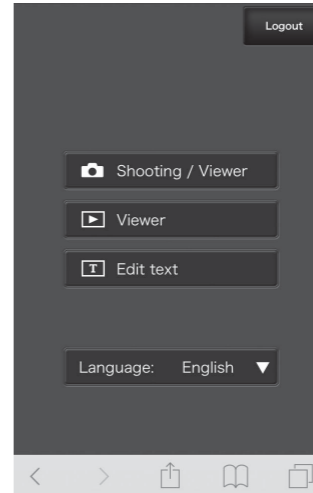 Logout
Shooting / Viewer
Viewer
T Edit text
Language: English